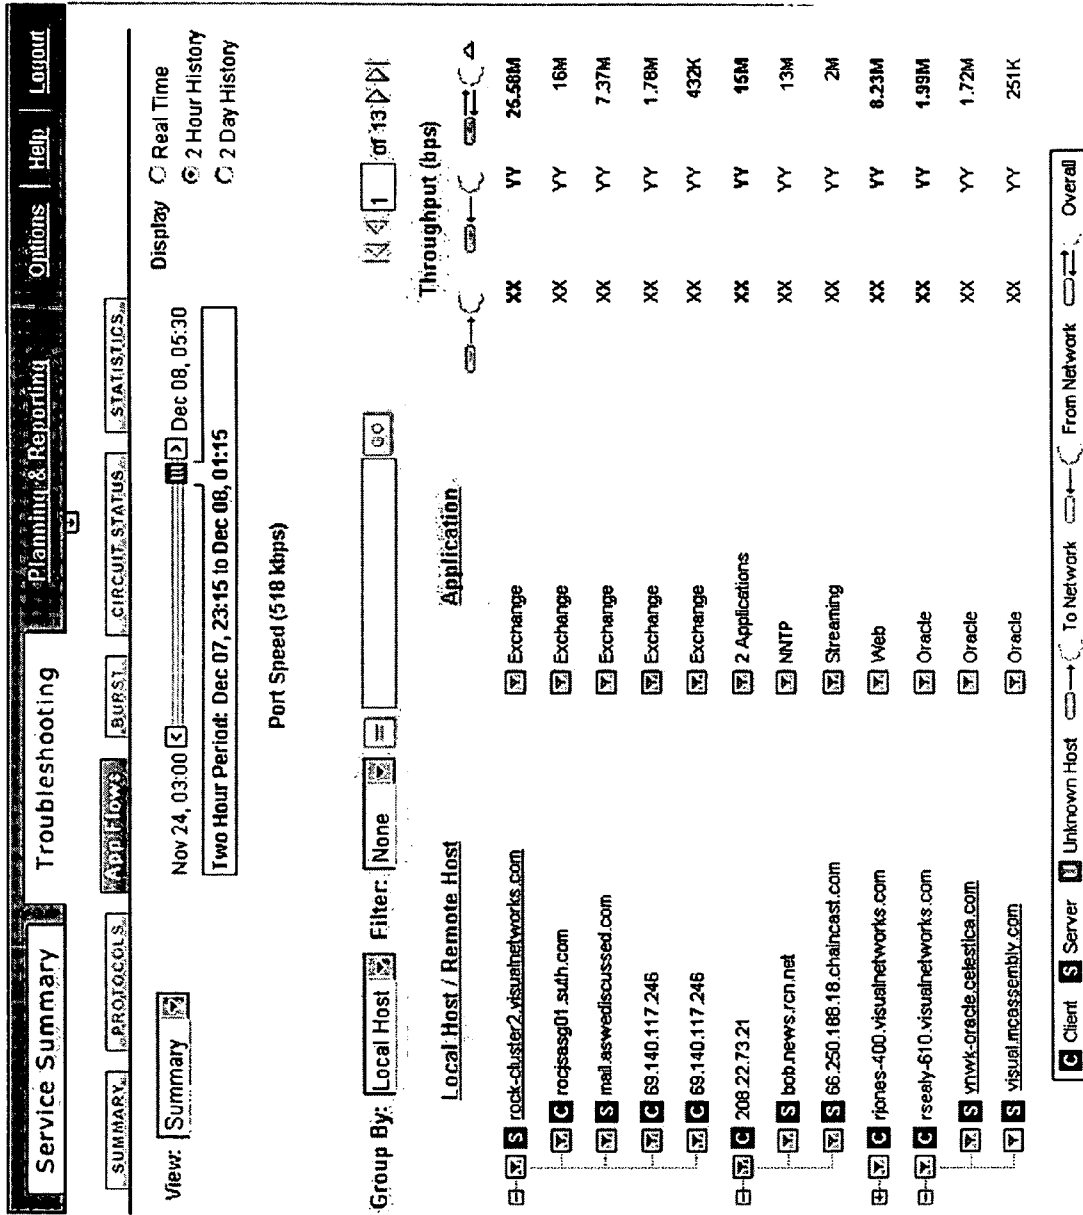 Service Summary Troubleshooting Planning & Reporting Options Help Logout
SUMMARY PROTOCOLS App Flows BURST CIRCUIT STATUS STATISTICS
View: Summary
Nov 24, 03:00 < > Dec 08, 05:30
Two Hour Period: Dec 07, 23:15 to Dec 08, 01:15
Display Real Time
2 Hour History
2 Day History
Port Speed (518 kbps)
Group By: Local Host Filter: None = GO 1 of 13
Throughput (bps)
Local Host / Remote Host Application
S rock-cluster2.visualnetworks.com Exchange XX YY 25.58M
C rocjsasg01.suth.com Exchange XX YY 16M
S mail.aswediscussed.com Exchange XX YY 7.37M
C 69.140.117.246 Exchange XX YY 1.78M
C 69.140.117.246 Exchange XX YY 432K
C 208.22.73.21 2 Applications XX YY 15M
S bob.news.rcn.net NNTP XX YY 13M
S 66.250.188.18.chaincast.com Streaming XX YY 2M
C rjones-400.visualnetworks.com Web XX YY 8.23M
C rsealy-610.visualnetworks.com Oracle XX YY 1.99M
S vnwk-oracle.celestica.com Oracle XX YY 1.72M
S visual.mcassembly.com Oracle XX YY 251K
C Client S Server U Unknown Host To Network From Network Overall